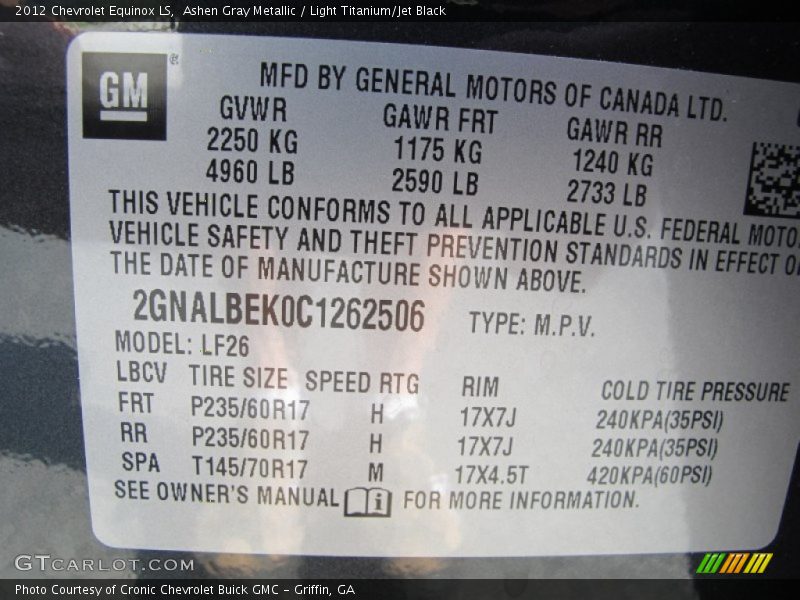 2012 Chevrolet Equinox LS,  Ashen Gray Metallic / Light Titanium/Jet Black
GM®
MFD BY GENERAL MOTORS OF CANADA LTD.
GVWR GAWR FRT GAWR RR
2250 KG 1175 KG 1240 KG
4960 LB 2590 LB 2733 LB
THIS VEHICLE CONFORMS TO ALL APPLICABLE U.S. FEDERAL MOTO
VEHICLE SAFETY AND THEFT PREVENTION STANDARDS IN EFFECT O
THE DATE OF MANUFACTURE SHOWN ABOVE.
2GNALBEK0C1262506 TYPE: M.P.V.
MODEL: LF26
LBCV TIRE SIZE SPEED RTG RIM COLD TIRE PRESSURE
FRT P235/60R17 H 17X7J 240KPA(35PSI)
RR P235/60R17 H 17X7J 240KPA(35PSI)
SPA T145/70R17 M 17X4.5T 420KPA(60PSI)
SEE OWNER'S MANUAL i FOR MORE INFORMATION.
GTCARLOT.COM
Photo Courtesy of Cronic Chevrolet Buick GMC – Griffin, GA